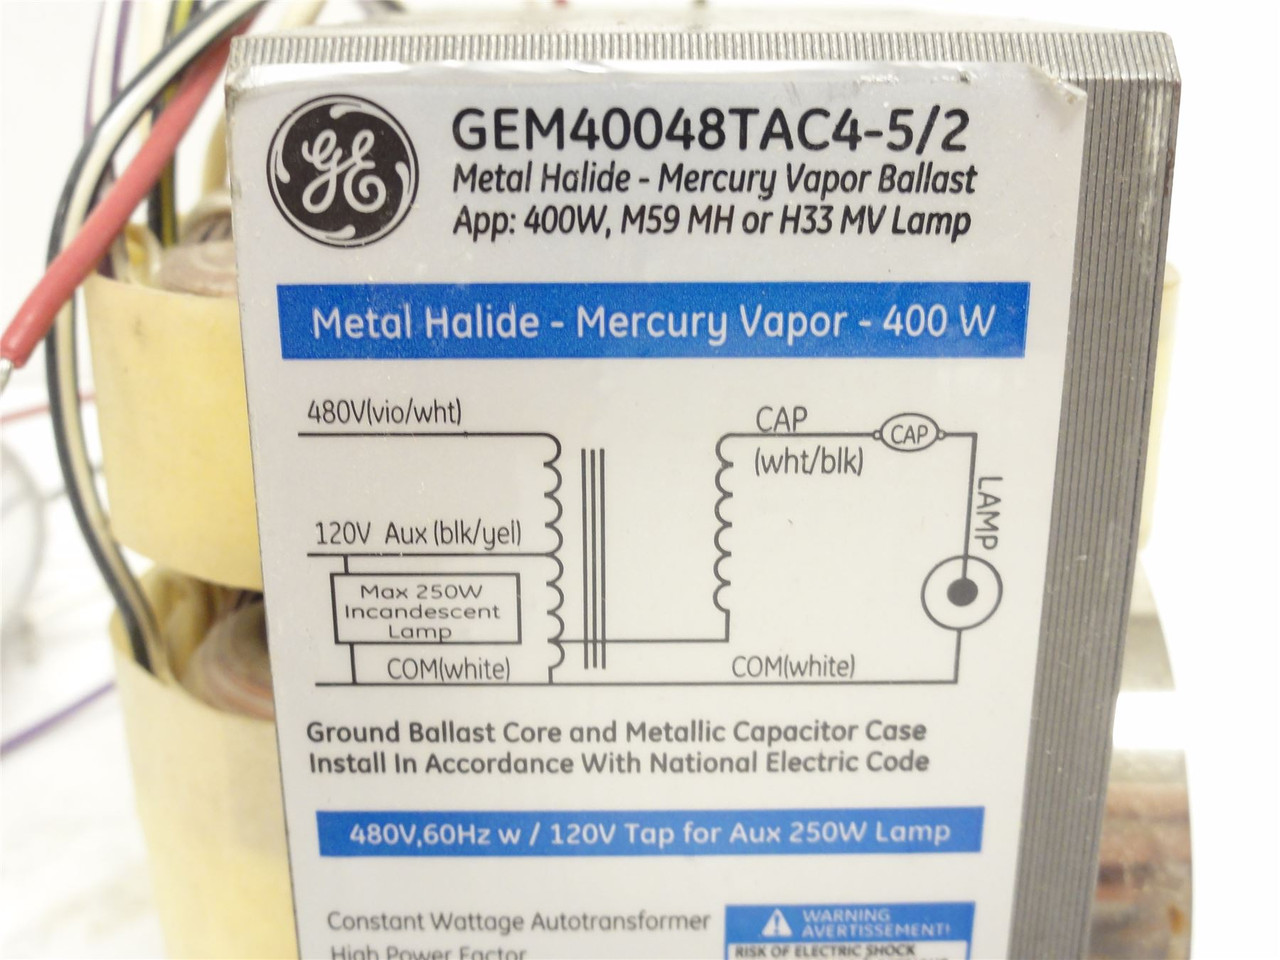 GE
GEM40048TAC4-5/2
Metal Halide - Mercury Vapor Ballast
App: 400W, M59 MH or H33 MV Lamp
Metal Halide - Mercury Vapor - 400 W
480V(vio/wht)
CAP
CAP
(wht/blk)
LAMP
120V Aux (blk/yel)
Max 250W
Incandescent
Lamp
COM(white)
COM(white)
Ground Ballast Core and Metallic Capacitor Case
Install In Accordance With National Electric Code
480V,60Hz w / 120V Tap for Aux 250W Lamp
Constant Wattage Autotransformer
High Power Factor
WARNING
AVERTISSEMENT!
RISK OF ELECTRIC SHOCK